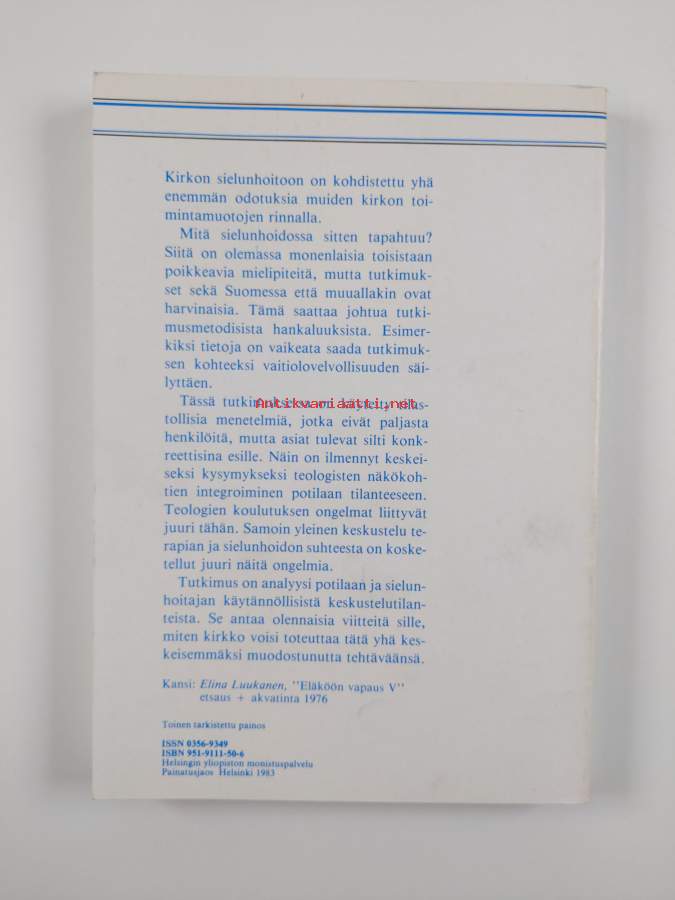 Kirkon sielunhoitoon on kohdistettu yhä
enemmän odotuksia muiden kirkon toi-
mintamuotojen rinnalla.
Mitä sielunhoidossa sitten tapahtuu?
Siitä on olemassa monenlaisia toisistaan
poikkeavia mielipiteitä, mutta tutkimuk-
set sekä Suomessa että muuallakin ovat
harvinaisia. Tämä saattaa johtua tutki-
musmetodisista hankaluuksista. Esimer-
kiksi tietoja on vaikeata saada tutkimuk-
sen kohteeksi vaitiolovelvollisuuden säi-
lyttäen.
Tässä on
Antikvariaatti.net
tollisia menetelmiä, jotka eivät paljasta
henkilöitä, mutta asiat tulevat silti konk-
reettisina esille. Näin on ilmennyt keskei-
seksi kysymykseksi teologisten näkökoh-
tien integroiminen potilaan tilanteeseen.
Teologien koulutuksen ongelmat liittyvät
juuri tähän. Samoin yleinen keskustelu te-
rapian ja sielunhoidon suhteesta on koske-
tellut juuri näitä ongelmia.
Tutkimus on analyysi potilaan ja sielun-
hoitajan käytännöllisistä keskustelutilan-
teista. Se antaa olennaisia viitteitä sille,
miten kirkko voisi toteuttaa tätä yhä kes-
keisemmäksi muodostunutta tehtäväänsä.
Kansi: Elina Luukanen, "Eläköön vapaus V"
etsaus + akvatinta 1976
Toinen tarkistettu painos
ISSN 0356-9349
ISBN 951-9111-50-6
Helsingin yliopiston monistuspalvelu
Painatusjaos Helsinki 1983